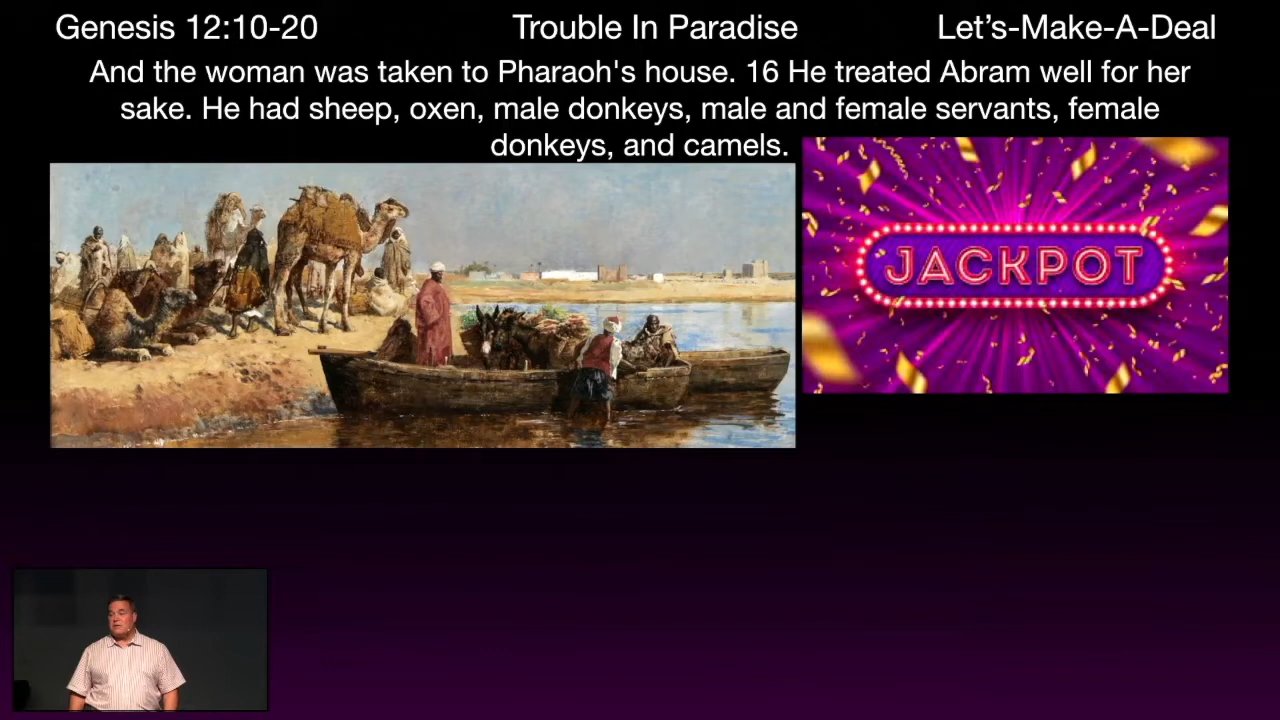 Genesis 12:10-20 Trouble In Paradise Let’s-Make-A-Deal
And the woman was taken to Pharaoh's house. 16 He treated Abram well for her
sake. He had sheep, oxen, male donkeys, male and female servants, female
donkeys, and camels.
JACKPOT